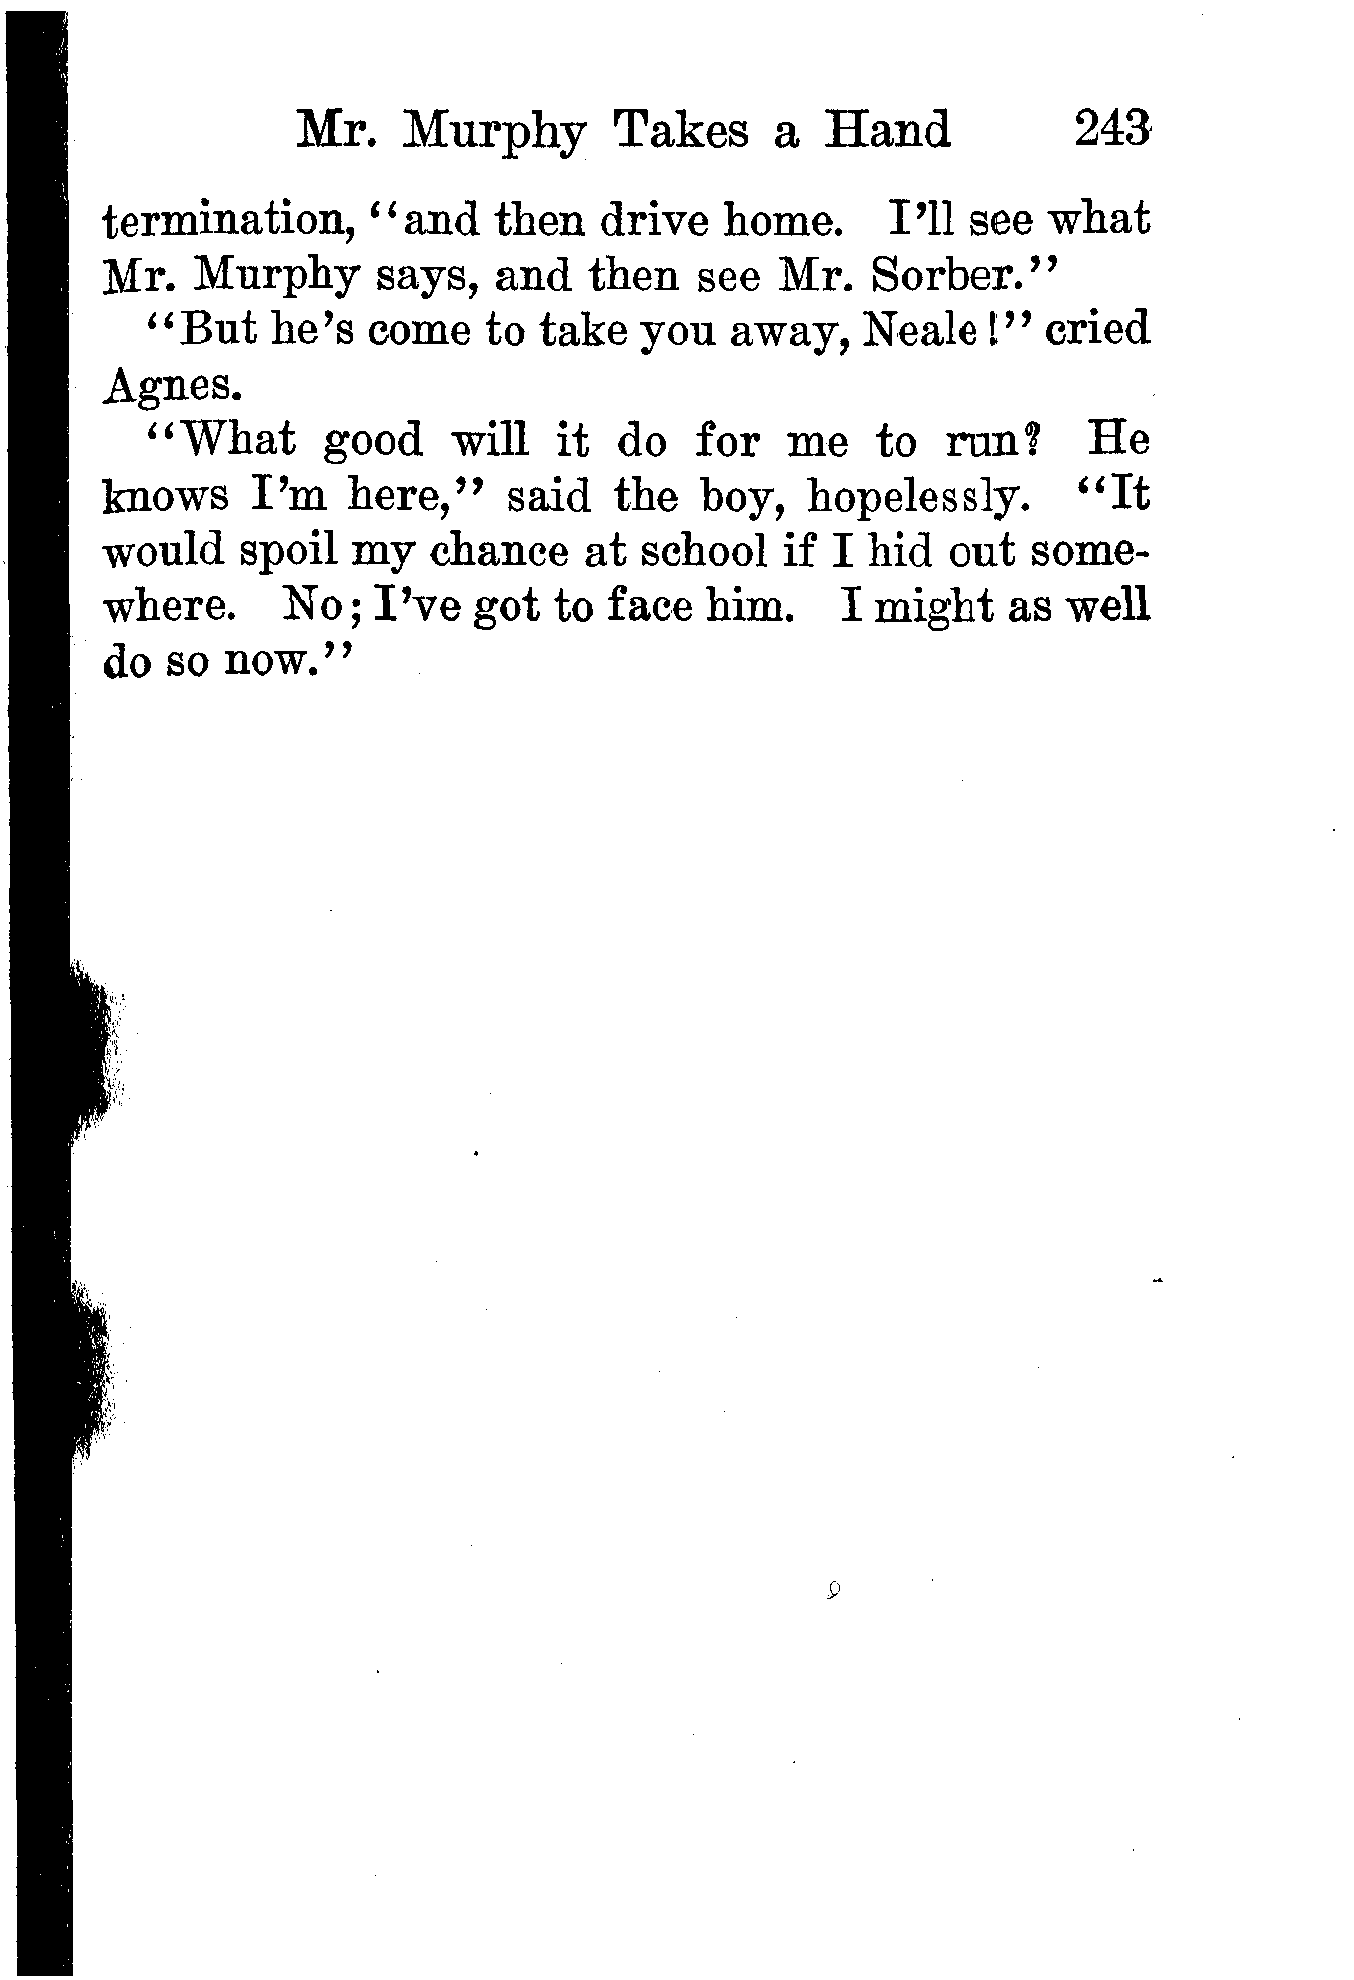 Mr. Murphy Takes a Hand 243
termination, "and then drive home. I'll see what
Mr. Murphy says, and then see Mr. Sorber."
"But he's come to take you away, Neale!" cried
Agnes.
"What good will it do for me to run? He
knows I'm here," said the boy, hopelessly. "It
would spoil my chance at school if I hid out some-
where. No; I've got to face him. I might as well
do so now."